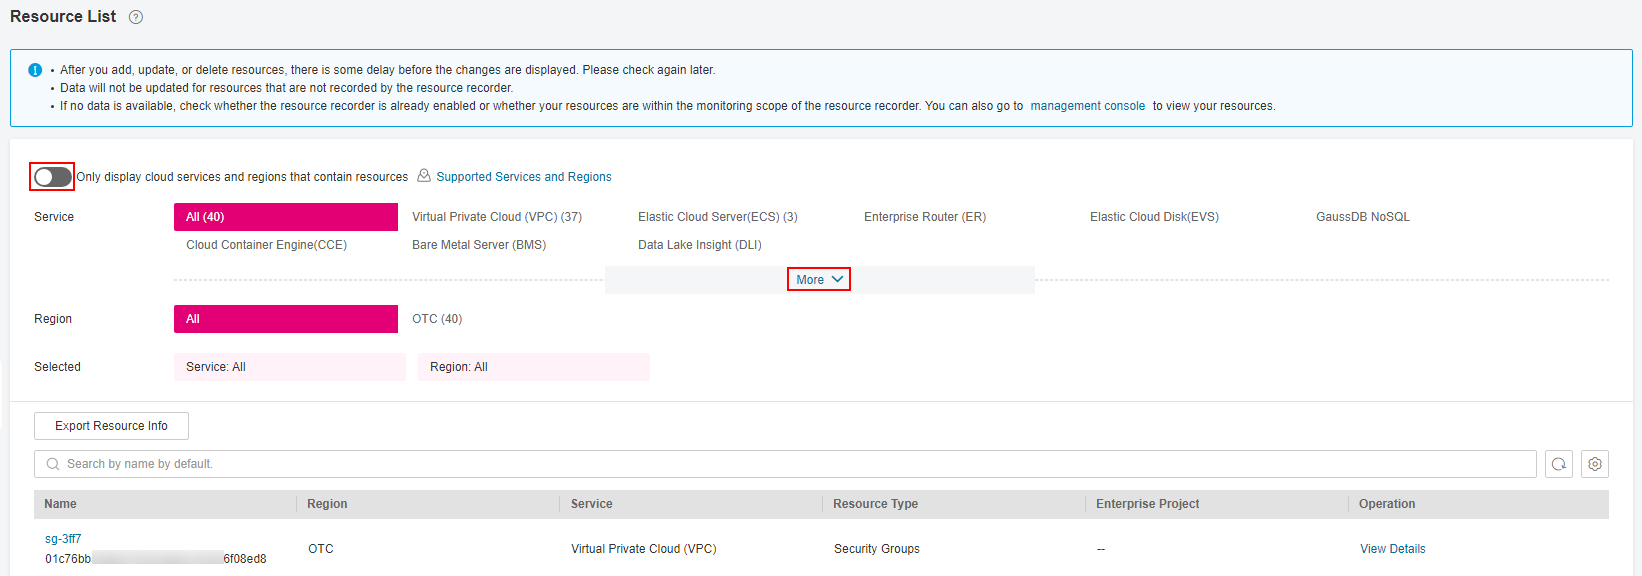 Resource List ?
• After you add, update, or delete resources, there is some delay before the changes are displayed. Please check again later.
• Data will not be updated for resources that are not recorded by the resource recorder.
• If no data is available, check whether the resource recorder is already enabled or whether your resources are within the monitoring scope of the resource recorder. You can also go to management console to view your resources.
Only display cloud services and regions that contain resources Supported Services and Regions
Service All (40) Virtual Private Cloud (VPC) (37) Elastic Cloud Server(ECS) (3) Enterprise Router (ER) Elastic Cloud Disk(EVS) GaussDB NoSQL
Cloud Container Engine(CCE) Bare Metal Server (BMS) Data Lake Insight (DLI)
More
Region All OTC (40)
Selected Service: All Region: All
Export Resource Info
Search by name by default.
Name Region Service Resource Type Enterprise Project Operation
sg-3ff7
OTC Virtual Private Cloud (VPC) Security Groups -- View Details
01c76bb 6f08ed8